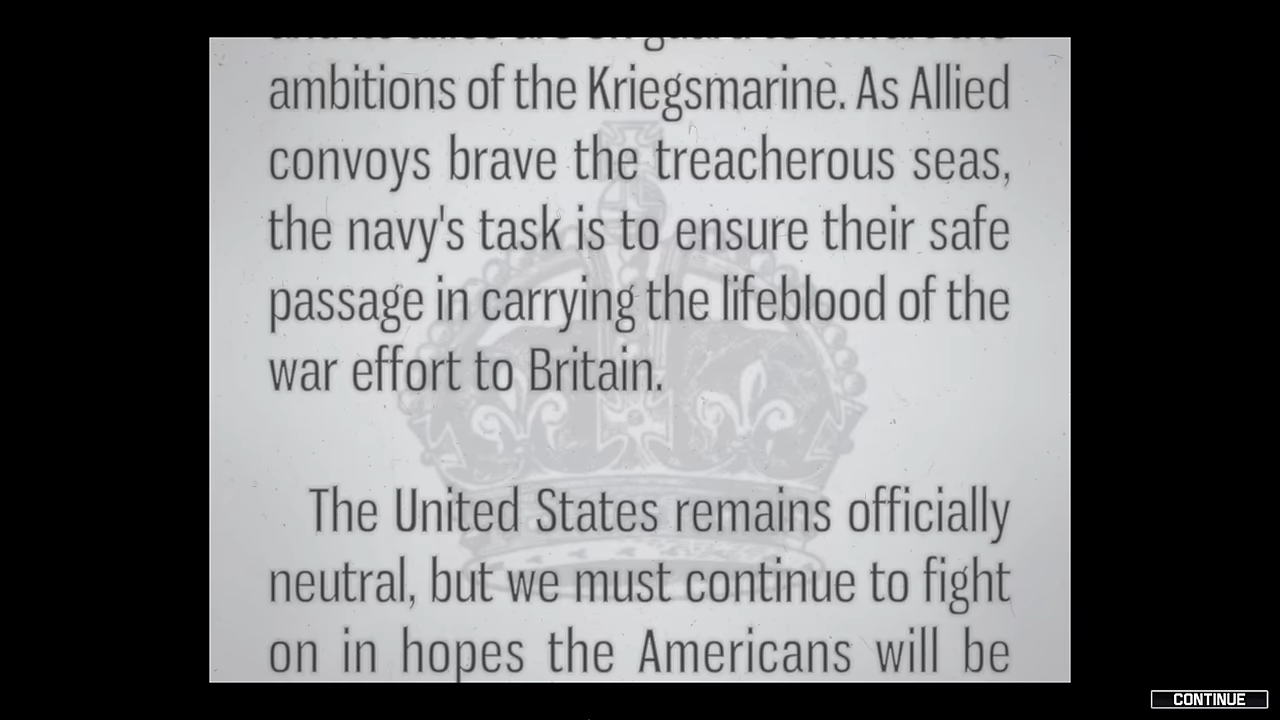 ambitions of the Kriegsmarine. As Allied
convoys brave the treacherous seas,
the navy's task is to ensure their safe
passage in carrying the lifeblood of the
war effort to Britain.
The United States remains officially
neutral, but we must continue to fight
on in hopes the Americans will be
CONTINUE